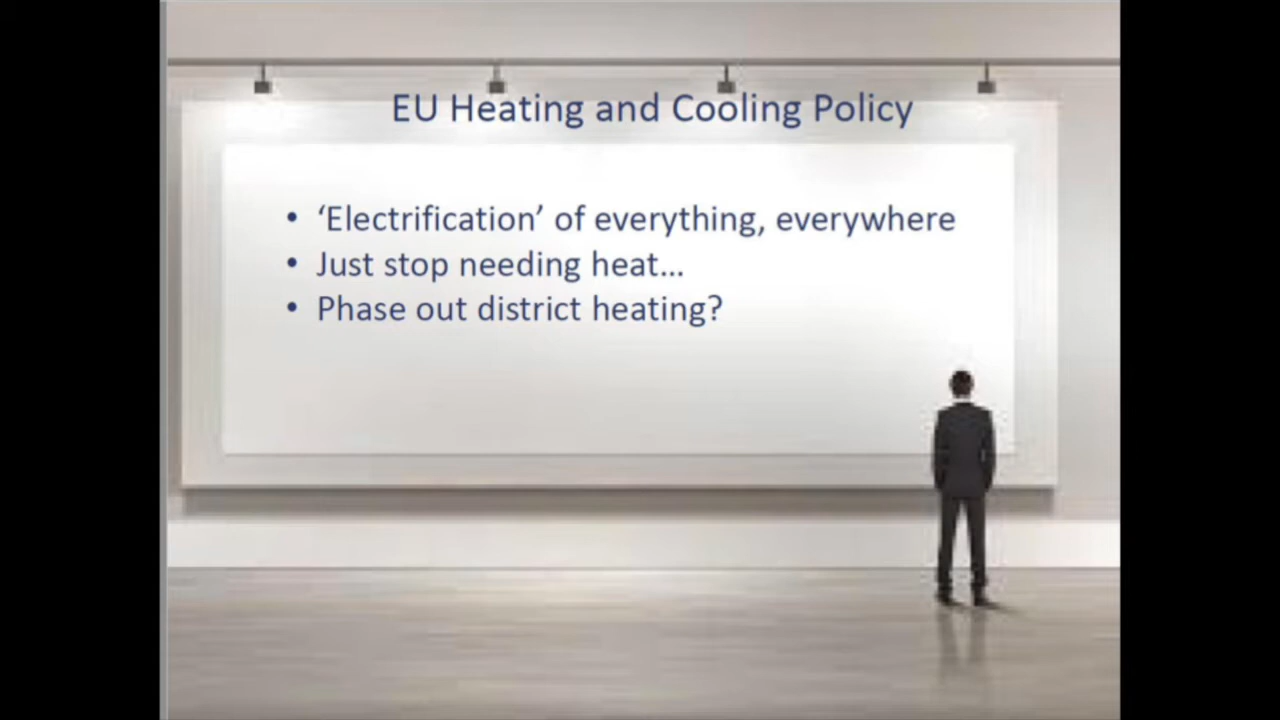 EU Heating and Cooling Policy
• ‘Electrification’ of everything, everywhere
• Just stop needing heat…
• Phase out district heating?